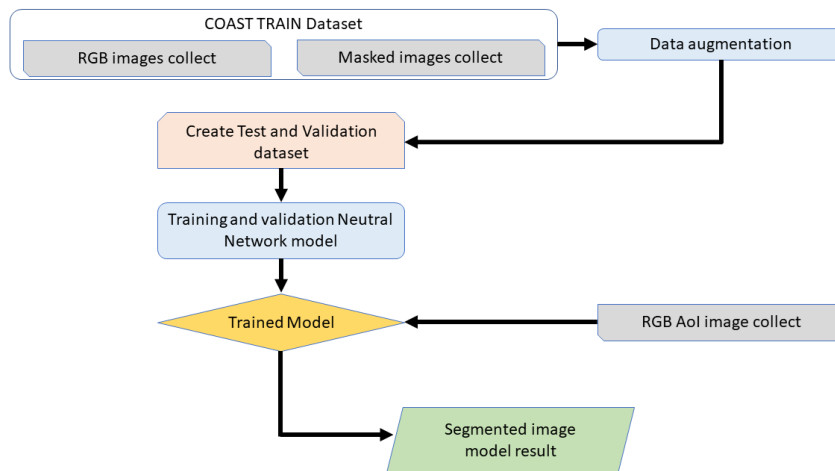 COAST TRAIN Dataset
RGB images collect
Masked images collect
Data augmentation
Create Test and Validation
dataset
Training and validation Neutral
Network model
Trained Model
RGB AoI image collect
Segmented image
model result